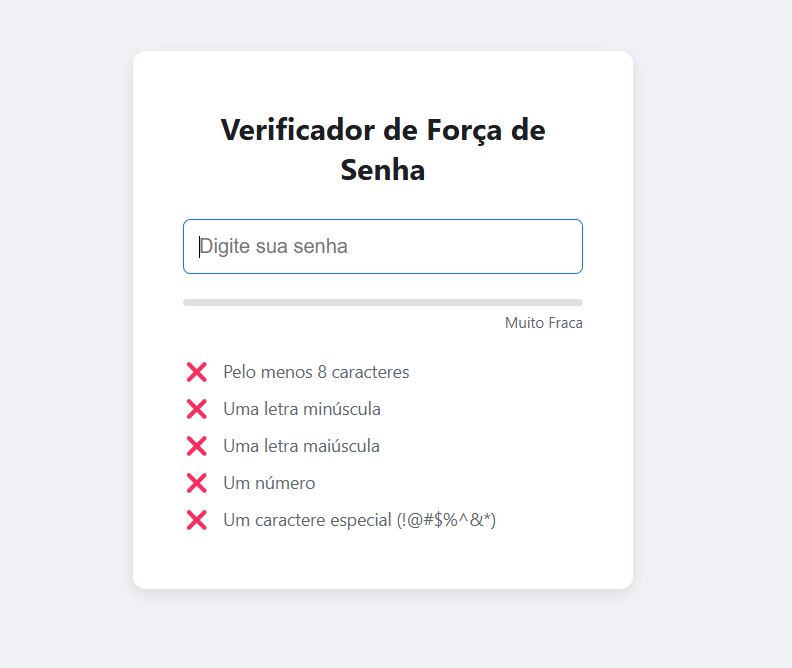 Verificador de Força de
Senha
Digite sua senha
Muito Fraca
Pelo menos 8 caracteres
Uma letra minúscula
Uma letra maiúscula
Um número
Um caractere especial (!@#$%^&*)